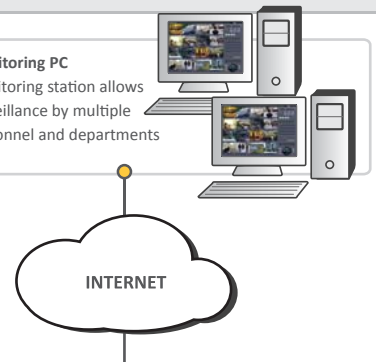 itoring PC
itoring station allows
eillance by multiple
onnel and departments
INTERNET